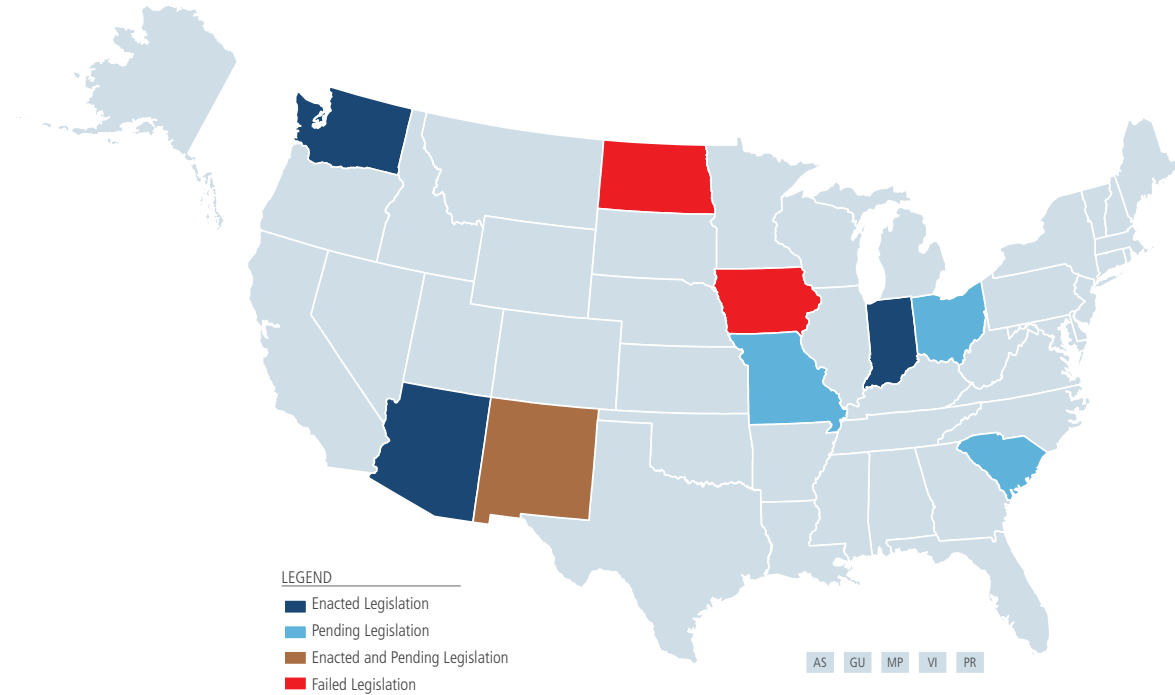 LEGEND
Enacted Legislation
Pending Legislation
Enacted and Pending Legislation
Failed Legislation
AS GU MP VI PR